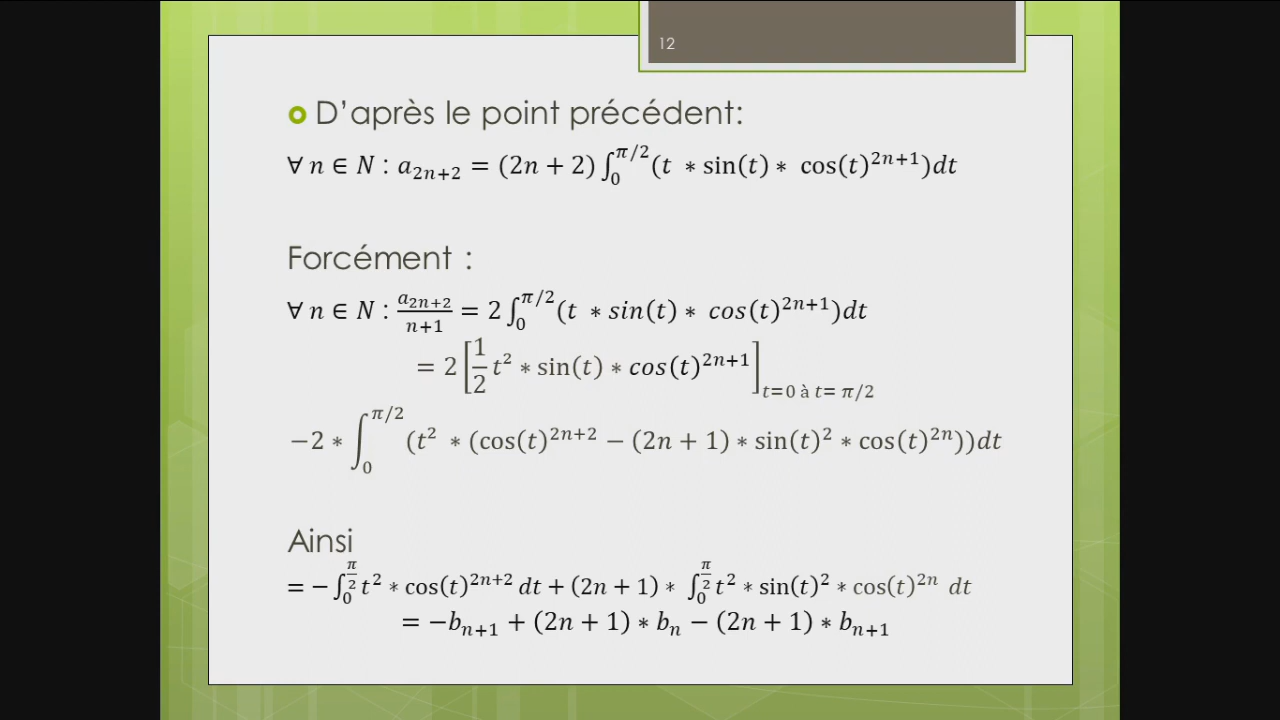 12
D’après le point précédent:
∀ n ∈ N : a_{2n+2} = (2n + 2) ∫_0^{π/2}(t ∗ sin(t) ∗ cos(t)^{2n+1})dt
Forcément :
∀ n ∈ N : \frac{a_{2n+2}}{n+1} = 2 ∫_0^{π/2}(t ∗ sin(t) ∗ cos(t)^{2n+1})dt
= 2 [\frac{1}{2} t^2 ∗ sin(t) ∗ cos(t)^{2n+1}]_{t=0 à t= π/2}
−2 ∗ ∫_0^{π/2} (t^2 ∗ (cos(t)^{2n+2} − (2n + 1) ∗ sin(t)^2 ∗ cos(t)^{2n}))dt
Ainsi
= − ∫_0^{\frac{π}{2}} t^2 ∗ cos(t)^{2n+2} dt + (2n + 1) ∗ ∫_0^{\frac{π}{2}} t^2 ∗ sin(t)^2 ∗ cos(t)^{2n} dt
= −b_{n+1} + (2n + 1) ∗ b_n − (2n + 1) ∗ b_{n+1}